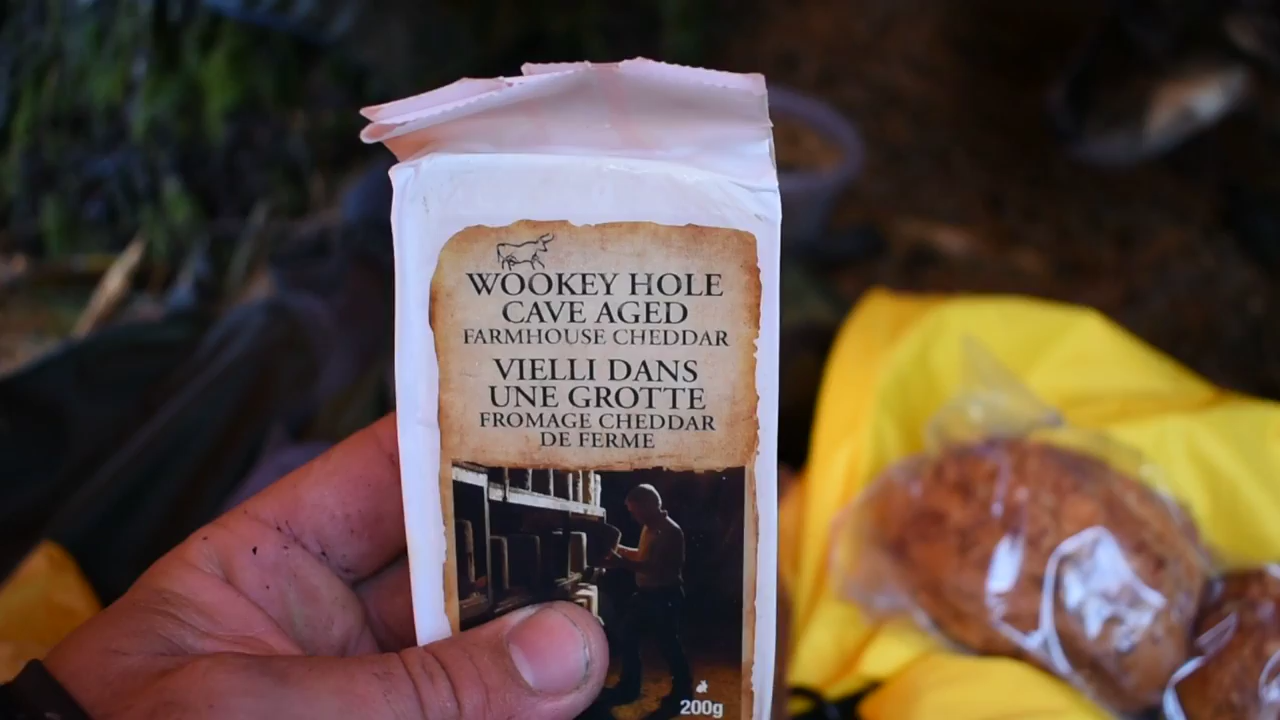 WOOKEY HOLE
CAVE AGED
FARMHOUSE CHEDDAR
VIELLI DANS
UNE GROTTE
FROMAGE CHEDDAR
DE FERME
200g